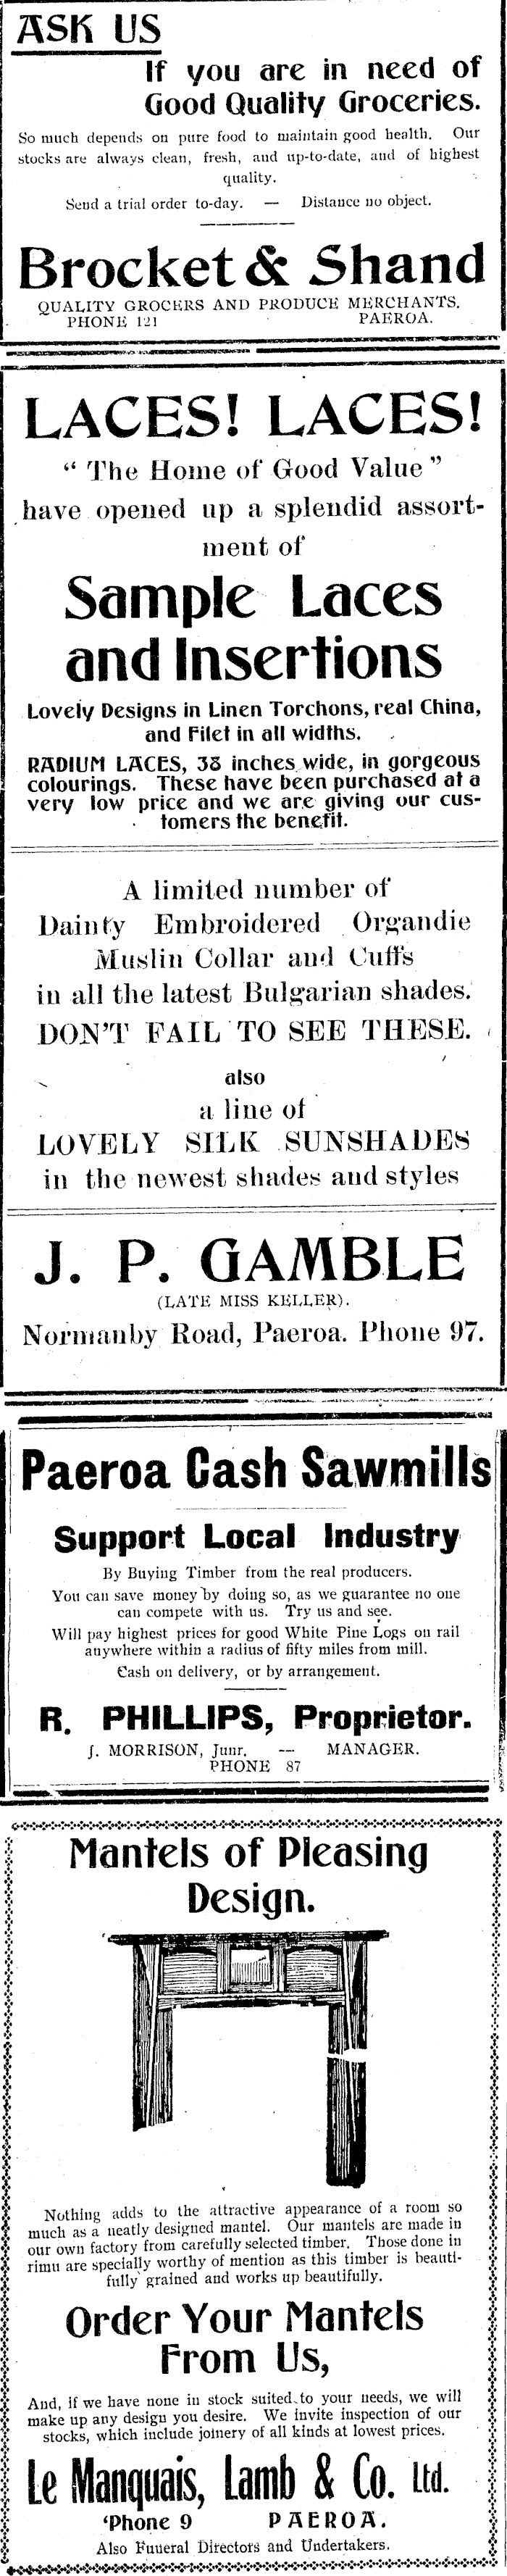 ASK US
If you are in need of
Good Quality Groceries.
So much depends on pure food to maintain good health. Our
stocks are always clean, fresh, and up-to-date, and of highest
quality.
Send a trial order to-day. — Distance no object.
Brocket & Shand
QUALITY GROCERS AND PRODUCE MERCHANTS.
PHONE 121 PAEROA.
LACES! LACES!
“ The Home of Good Value ”
have opened up a splendid assort-
ment of
Sample Laces
and Insertions
Lovely Designs in Linen Torchons, real China,
and Filet in all widths.
RADIUM LACES, 38 inches wide, in gorgeous
colourings. These have been purchased at a
very low price and we are giving our cus-
tomers the benefit.
A limited number of
Dainty Embroidered Organdie
Muslin Collar and Cuffs
in all the latest Bulgarian shades.
DON'T FAIL TO SEE THESE.
also
a line of
LOVELY SILK SUNSHADES
in the newest shades and styles
J. P. GAMBLE
(LATE MISS KELLER).
Normanby Road, Paeroa. Phone 97.
Paeroa Cash Sawmills
Support Local Industry
By Buying Timber from the real producers.
You can save money by doing so, as we guarantee no one
can compete with us. Try us and see.
Will pay highest prices for good White Pine Logs on rail
anywhere within a radius of fifty miles from mill.
Cash on delivery, or by arrangement.
R. PHILLIPS, Proprietor.
J. MORRISON, Junr. — MANAGER.
PHONE 87
Mantels of Pleasing
Design.
Nothing adds to the attractive appearance of a room so
much as a neatly designed mantel. Our mantels are made in
our own factory from carefully selected timber. Those done in
rimu are specially worthy of mention as this timber is beauti-
fully grained and works up beautifully.
Order Your Mantels
From Us,
And, if we have none in stock suited to your needs, we will
make up any design you desire. We invite inspection of our
stocks, which include joinery of all kinds at lowest prices.
Le Manquais, Lamb & Co. Ltd.
‘Phone 9 PAEROA.
Also Funeral Directors and Undertakers.